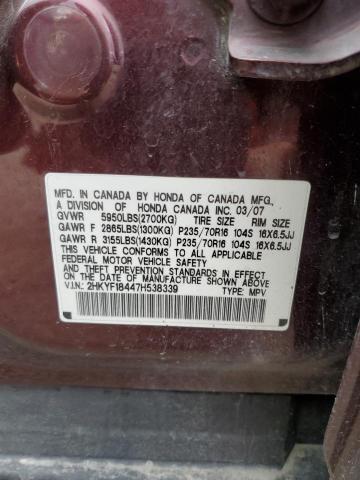 MFD. IN CANADA BY HONDA OF CANADA MFG.,
A DIVISION OF HONDA CANADA INC. 03/07
GVWR 5950LBS(2700KG) TIRE SIZE RIM SIZE
GAWR F 2865LBS(1300KG) P235/70R16 104S 16X6.5JJ
GAWR R 3155LBS(1430KG) P235/70R16 104S 16X6.5JJ
THIS VEHICLE CONFORMS TO ALL APPLICABLE
FEDERAL MOTOR VEHICLE SAFETY AND
THEFT PREVENTION STANDARDS IN EFFECT
ON THE DATE OF MANUFACTURE SHOWN ABOVE.
V.I.N.: 2HKYF18447H538339 TYPE: MPV